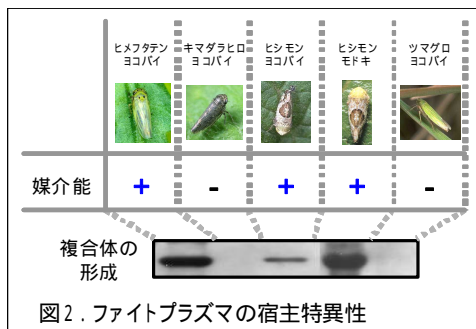 ヒメフタテン
ヨコバイ
キマダラヒロ
ヨコバイ
ヒシモン
ヨコバイ
ヒシモン
モドキ
ツマグロ
ヨコバイ
媒介能 + - + + -
複合体の
形成
図2．ファイトプラズマの宿主特異性